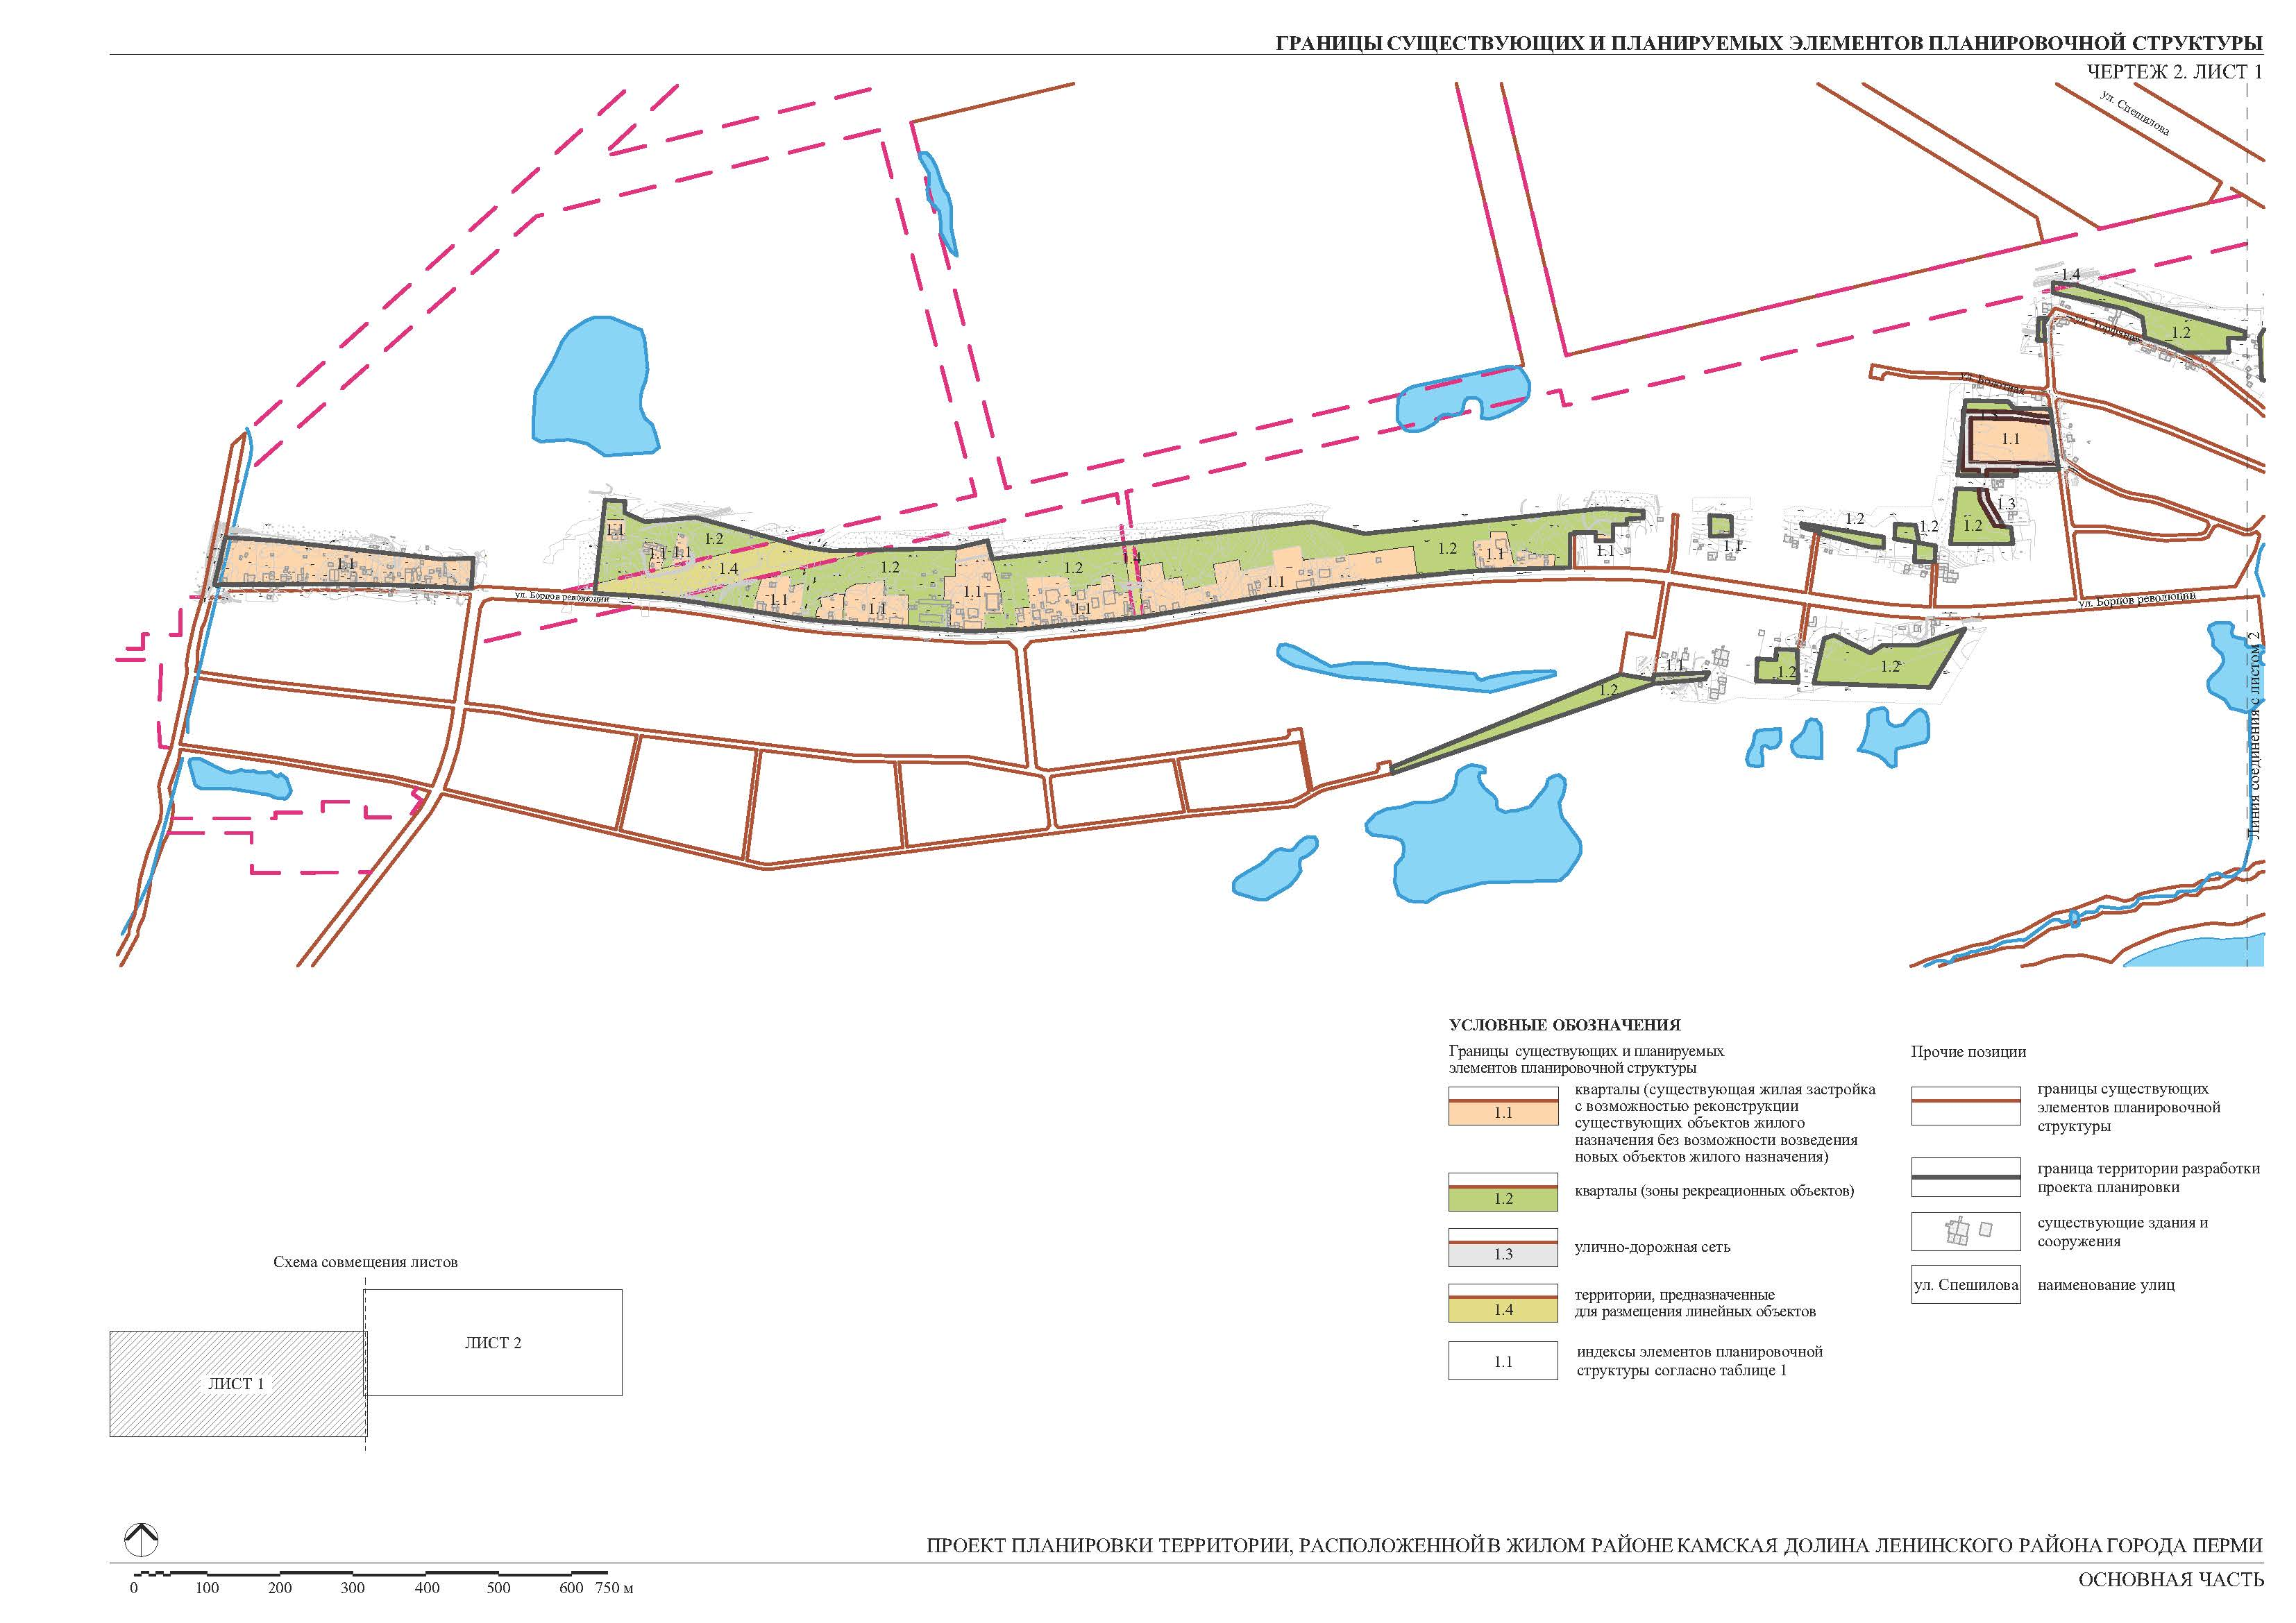 ГРАНИЦЫ СУЩЕСТВУЮЩИХ И ПЛАНИРУЕМЫХ ЭЛЕМЕНТОВ ПЛАНИРОВОЧНОЙ СТРУКТУРЫ
ЧЕРТЕЖ 2. ЛИСТ 1
ул. Спешилова
1.4
1.2
ул. Болотная
1.1
1.3
1.2
1.2
1.2
1.1
1.1
1.2
1.1
1.1
1.1
1.2
1.4
1.2
1.2
1.4
1.2
1.1
1.1
1.1
1.1
1.1
1.1
1.1
ул. Борцов революции
ул. Борцов революции
1.1
1.2
1.2
1.2
Линия соединения с листом 2
УСЛОВНЫЕ ОБОЗНАЧЕНИЯ
Границы существующих и планируемых
элементов планировочной структуры
1.1
кварталы (существующая жилая застройка
с возможностью реконструкции
существующих объектов жилого
назначения без возможности возведения
новых объектов жилого назначения)
1.2
кварталы (зоны рекреационных объектов)
1.3
улично-дорожная сеть
1.4
территории, предназначенные
для размещения линейных объектов
1.1
индексы элементов планировочной
структуры согласно таблице 1
Прочие позиции
границы существующих
элементов планировочной
структуры
граница территории разработки
проекта планировки
существующие здания и
сооружения
ул. Спешилова
наименование улиц
Схема совмещения листов
ЛИСТ 2
ЛИСТ 1
0 100 200 300 400 500 600 750 м
ПРОЕКТ ПЛАНИРОВКИ ТЕРРИТОРИИ, РАСПОЛОЖЕННОЙ В ЖИЛОМ РАЙОНЕ КАМСКАЯ ДОЛИНА ЛЕНИНСКОГО РАЙОНА ГОРОДА ПЕРМИ
ОСНОВНАЯ ЧАСТЬ